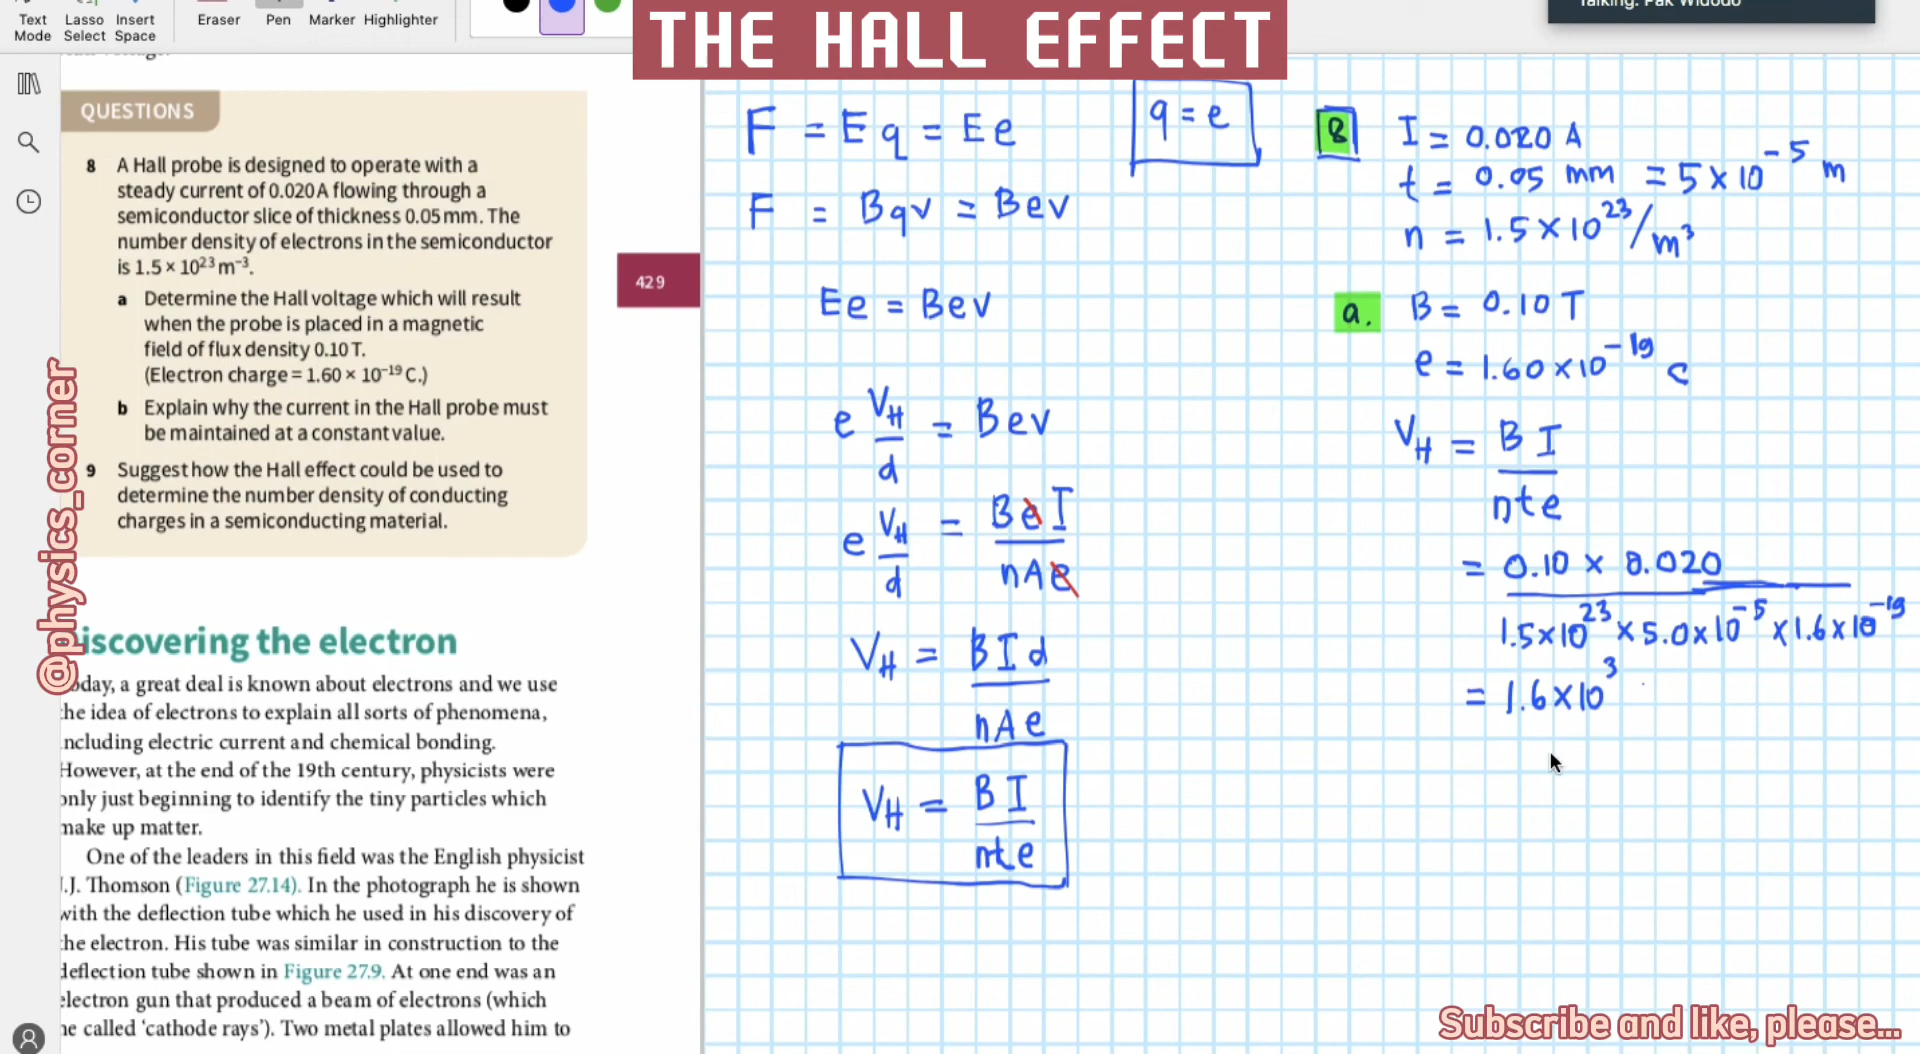 Text Mode
Lasso Select
Insert Space
Eraser
Pen
Marker
Highlighter
THE HALL EFFECT
Talking: Pak Widodo
QUESTIONS
8 A Hall probe is designed to operate with a
steady current of 0.020 A flowing through a
semiconductor slice of thickness 0.05 mm. The
number density of electrons in the semiconductor
is 1.5 × 10²³ m⁻³.
a Determine the Hall voltage which will result
when the probe is placed in a magnetic
field of flux density 0.10 T.
(Electron charge = 1.60 × 10⁻¹⁹ C.)
b Explain why the current in the Hall probe must
be maintained at a constant value.
9 Suggest how the Hall effect could be used to
determine the number density of conducting
charges in a semiconducting material.
429
@physics_corner
iscovering the electron
oday, a great deal is known about electrons and we use
he idea of electrons to explain all sorts of phenomena,
ncluding electric current and chemical bonding.
However, at the end of the 19th century, physicists were
only just beginning to identify the tiny particles which
make up matter.
One of the leaders in this field was the English physicist
J.J. Thomson (Figure 27.14). In the photograph he is shown
with the deflection tube which he used in his discovery of
the electron. His tube was similar in construction to the
deflection tube shown in Figure 27.9. At one end was an
electron gun that produced a beam of electrons (which
he called ‘cathode rays’). Two metal plates allowed him to
F = Eq = Ee
q = e
F = Bqv = Bev
Ee = Bev
e V_H/d = Bev
e V_H/d = BeI/nAe
V_H = BId/nAe
V_H = BI/nte
8 I = 0.020 A
t = 0.05 mm = 5 × 10⁻⁵ m
n = 1.5 × 10²³/m³
a. B = 0.10 T
e = 1.60 × 10⁻¹⁹ C
V_H = BI/nte
= 0.10 × 0.020
1.5×10²³ × 5.0×10⁻⁵ × 1.6×10⁻¹⁹
= 1.6×10³
Subscribe and like, please...